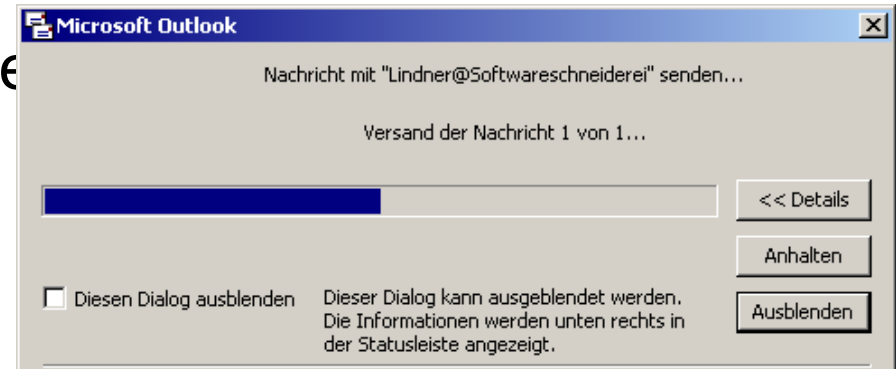 Microsoft Outlook
e
Nachricht mit "Lindner@Softwareschneiderei" senden...
Versand der Nachricht 1 von 1...
<< Details
Anhalten
Diesen Dialog ausblenden
Dieser Dialog kann ausgeblendet werden.
Die Informationen werden unten rechts in
der Statusleiste angezeigt.
Ausblenden